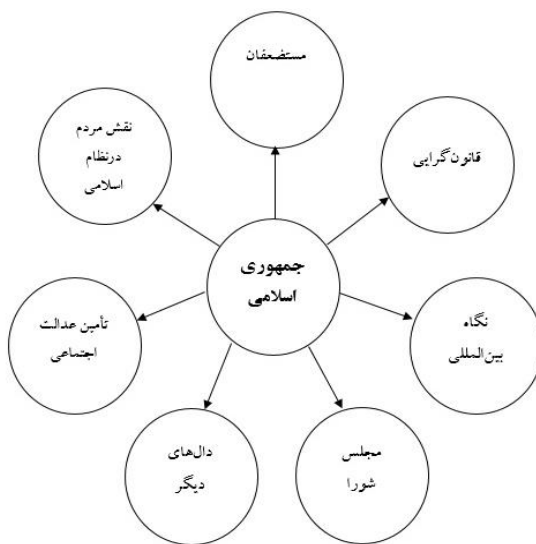 مستضعفان
قانون‌گرایی
نگاه
بین‌المللی
مجلس
شورا
دال‌های
دیگر
تأمین عدالت
اجتماعی
نقش مردم
درنظام
اسلامی
جمهوری
اسلامی